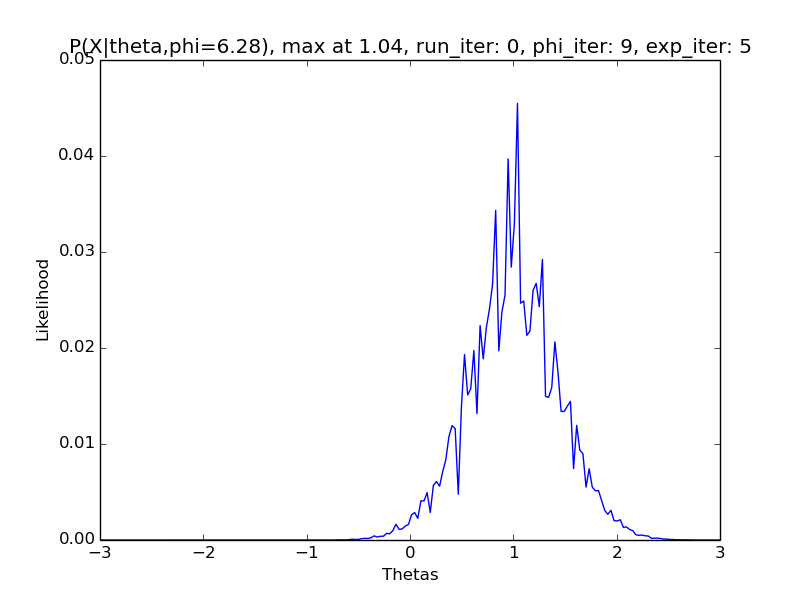 P(X|theta,phi=6.28), max at 1.04, run_iter: 0, phi_iter: 9, exp_iter: 5
0.05
0.04
0.03
0.02
0.01
0.00
Likelihood
−3 −2 −1 0 1 2 3
Thetas